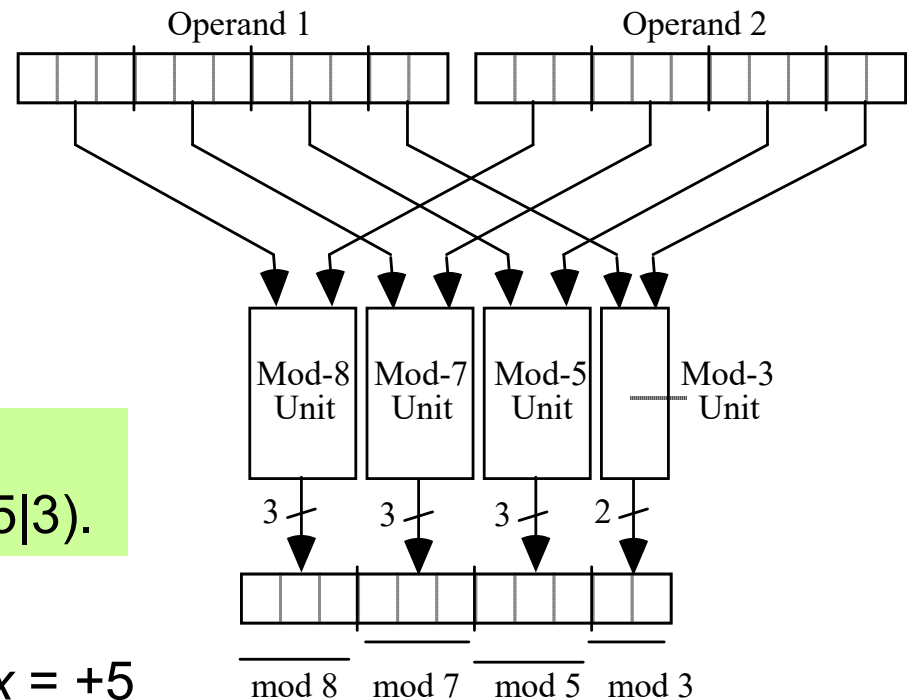 Operand 1 Operand 2
Mod-8 Unit
Mod-7 Unit
Mod-5 Unit
Mod-3 Unit
5|3).
3 3 3 2
x = +5
mod 8 mod 7 mod 5 mod 3